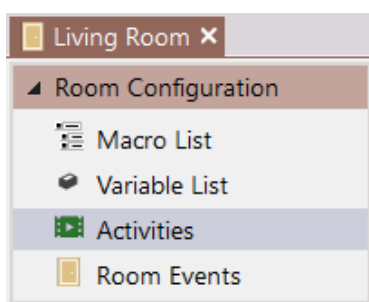 Living Room
Room Configuration
Macro List
Variable List
Activities
Room Events